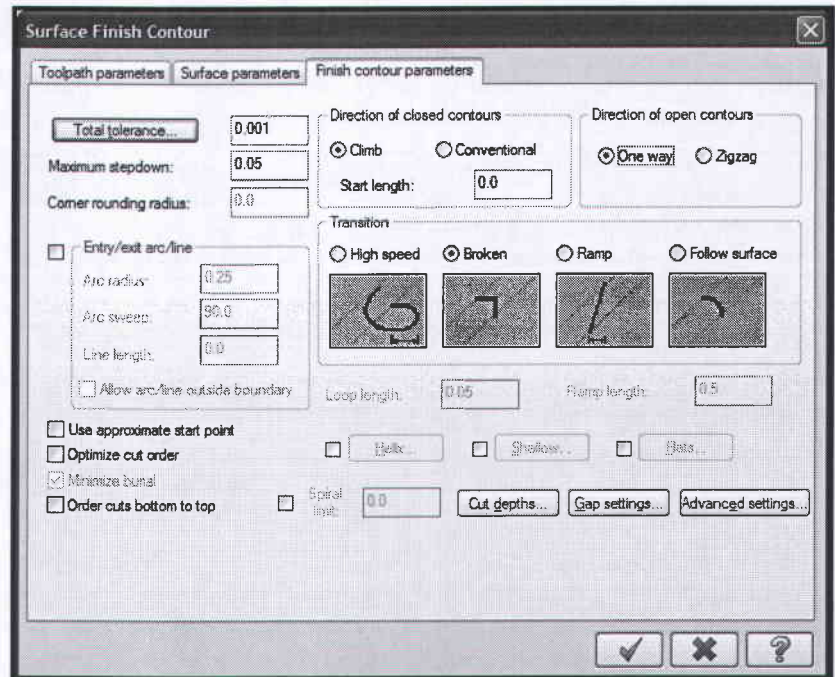 Surface Finish Contour
Toolpath parameters
Surface parameters
Finish contour parameters
Total tolerance...
0.001
Maximum stepdown:
0.05
Corner rounding radius:
0.0
Direction of closed contours
Climb
Conventional
Start length:
0.0
Direction of open contours
One way
Zigzag
Entry/exit arc/line
Arc radius:
0.25
Arc sweep:
90.0
Line length:
0.0
Allow arc/line outside boundary
Transition
High speed
Broken
Ramp
Follow surface
Loop length:
0.05
Ramp length:
0.5
Use approximate start point
Optimize cut order
Minimize burial
Order cuts bottom to top
Helix...
Shallow...
Flats...
Spiral
limit:
0.0
Cut depths...
Gap settings...
Advanced settings...